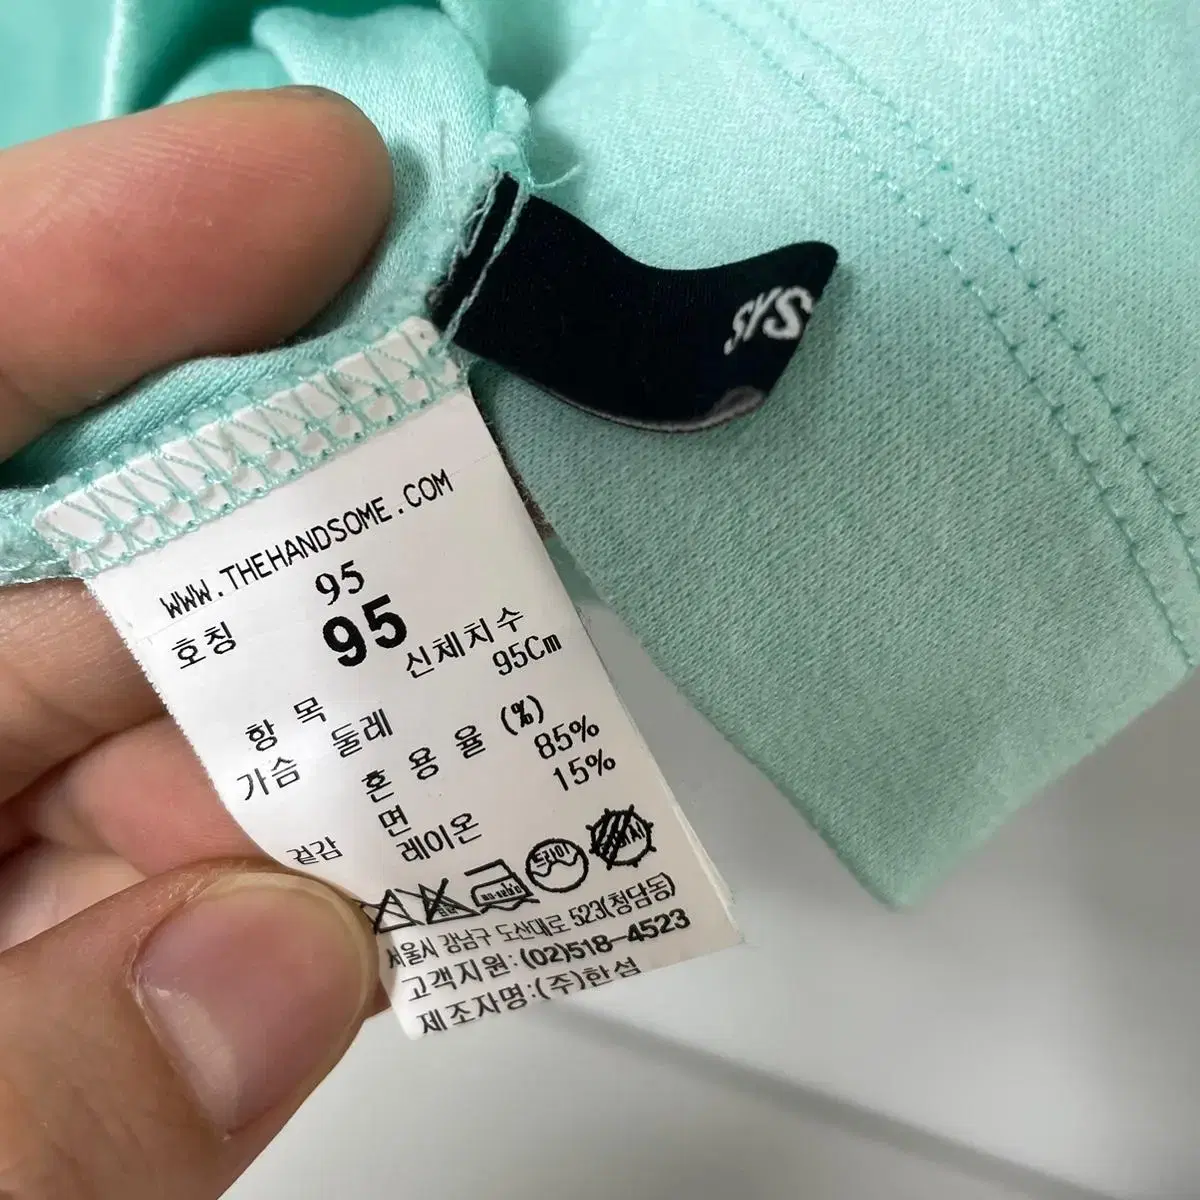 SYS
WWW.THEHANDSOME.COM
95
호칭 95
항 목 신체치수
가슴 둘레 95Cm
혼 용 율 (%)
겉감 면 85%
레이온 15%
드라이
서울시 강남구 도산대로 523(청담동)
고객지원:(02)518-4523
제조자명:(주)한섬